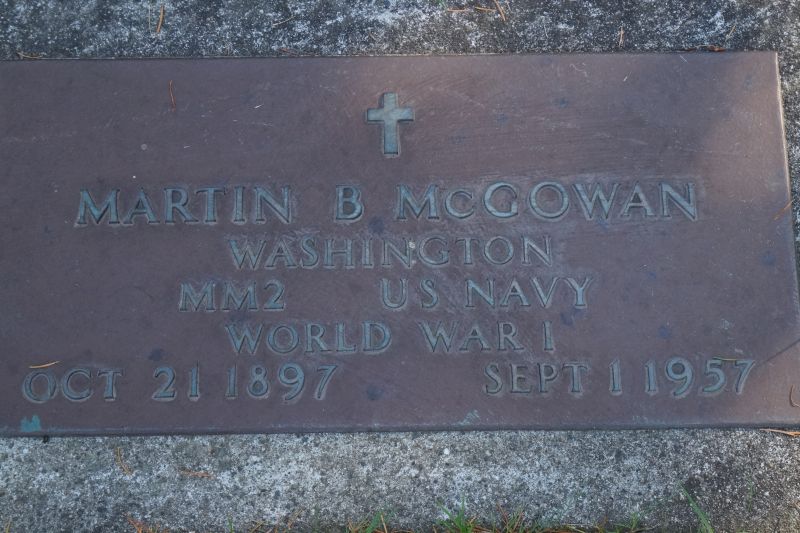 MARTIN B McGOWAN
WASHINGTON
MM2 US NAVY
WORLD WAR I
OCT 21 1897 SEPT 1 1957